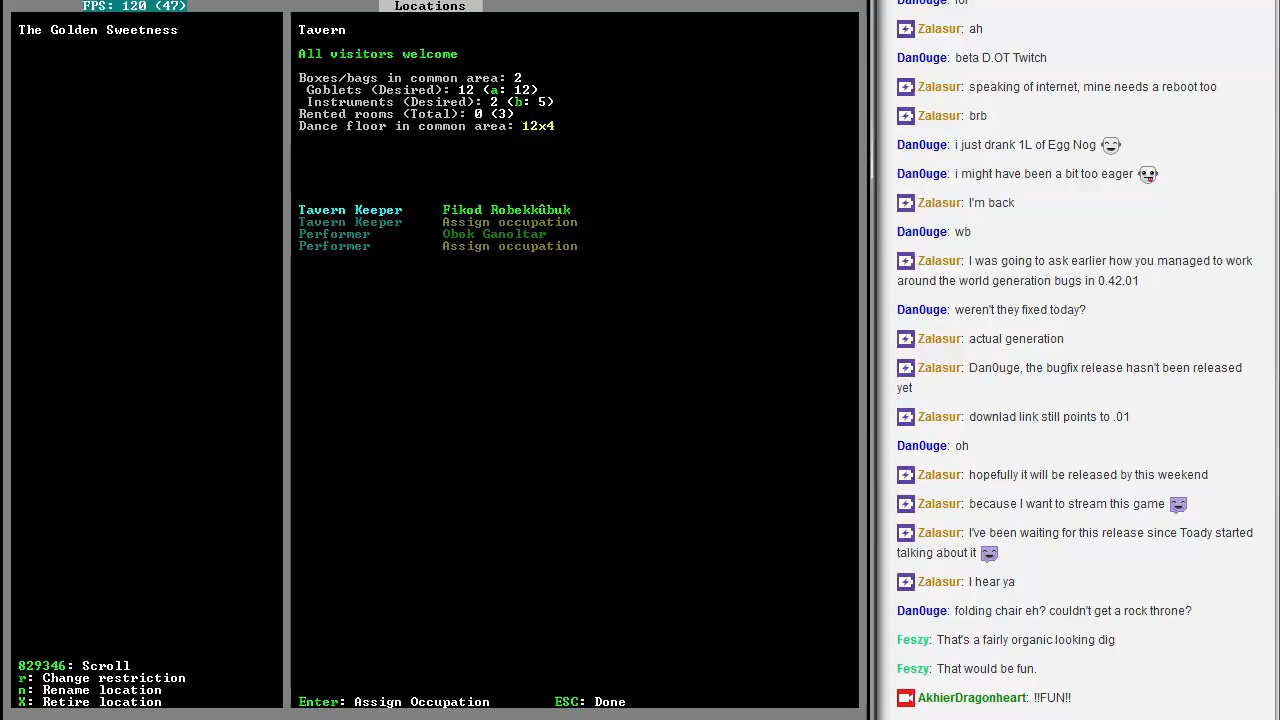 FPS: 120 (47)
Locations
The Golden Sweetness
Tavern
All visitors welcome
Boxes/bags in common area: 2
Goblets (Desired): 12 (a: 12)
Instruments (Desired): 2 (b: 5)
Rented rooms (Total): 0 (3)
Dance floor in common area: 12x4
Tavern Keeper Fikod Robekkûbuk
Tavern Keeper Assign occupation
Performer Obok Ganoltar
Performer Assign occupation
829346: Scroll
r: Change restriction
n: Rename location
X: Retire location
Enter: Assign Occupation ESC: Done
Zalasur: ah
Dan0uge: beta D.OT Twitch
Zalasur: speaking of internet, mine needs a reboot too
Zalasur: brb
Dan0uge: i just drank 1L of Egg Nog
Dan0uge: i might have been a bit too eager
Zalasur: I'm back
Dan0uge: wb
Zalasur: I was going to ask earlier how you managed to work
around the world generation bugs in 0.42.01
Dan0uge: weren't they fixed today?
Zalasur: actual generation
Zalasur: Dan0uge, the bugfix release hasn't been released
yet
Zalasur: downlad link still points to .01
Dan0uge: oh
Zalasur: hopefully it will be released by this weekend
Zalasur: because I want to stream this game
Zalasur: I've been waiting for this release since Toady started
talking about it
Zalasur: I hear ya
Dan0uge: folding chair eh? couldn't get a rock throne?
Feszy: That's a fairly organic looking dig
Feszy: That would be fun.
AkhierDragonheart: !!FUN!!